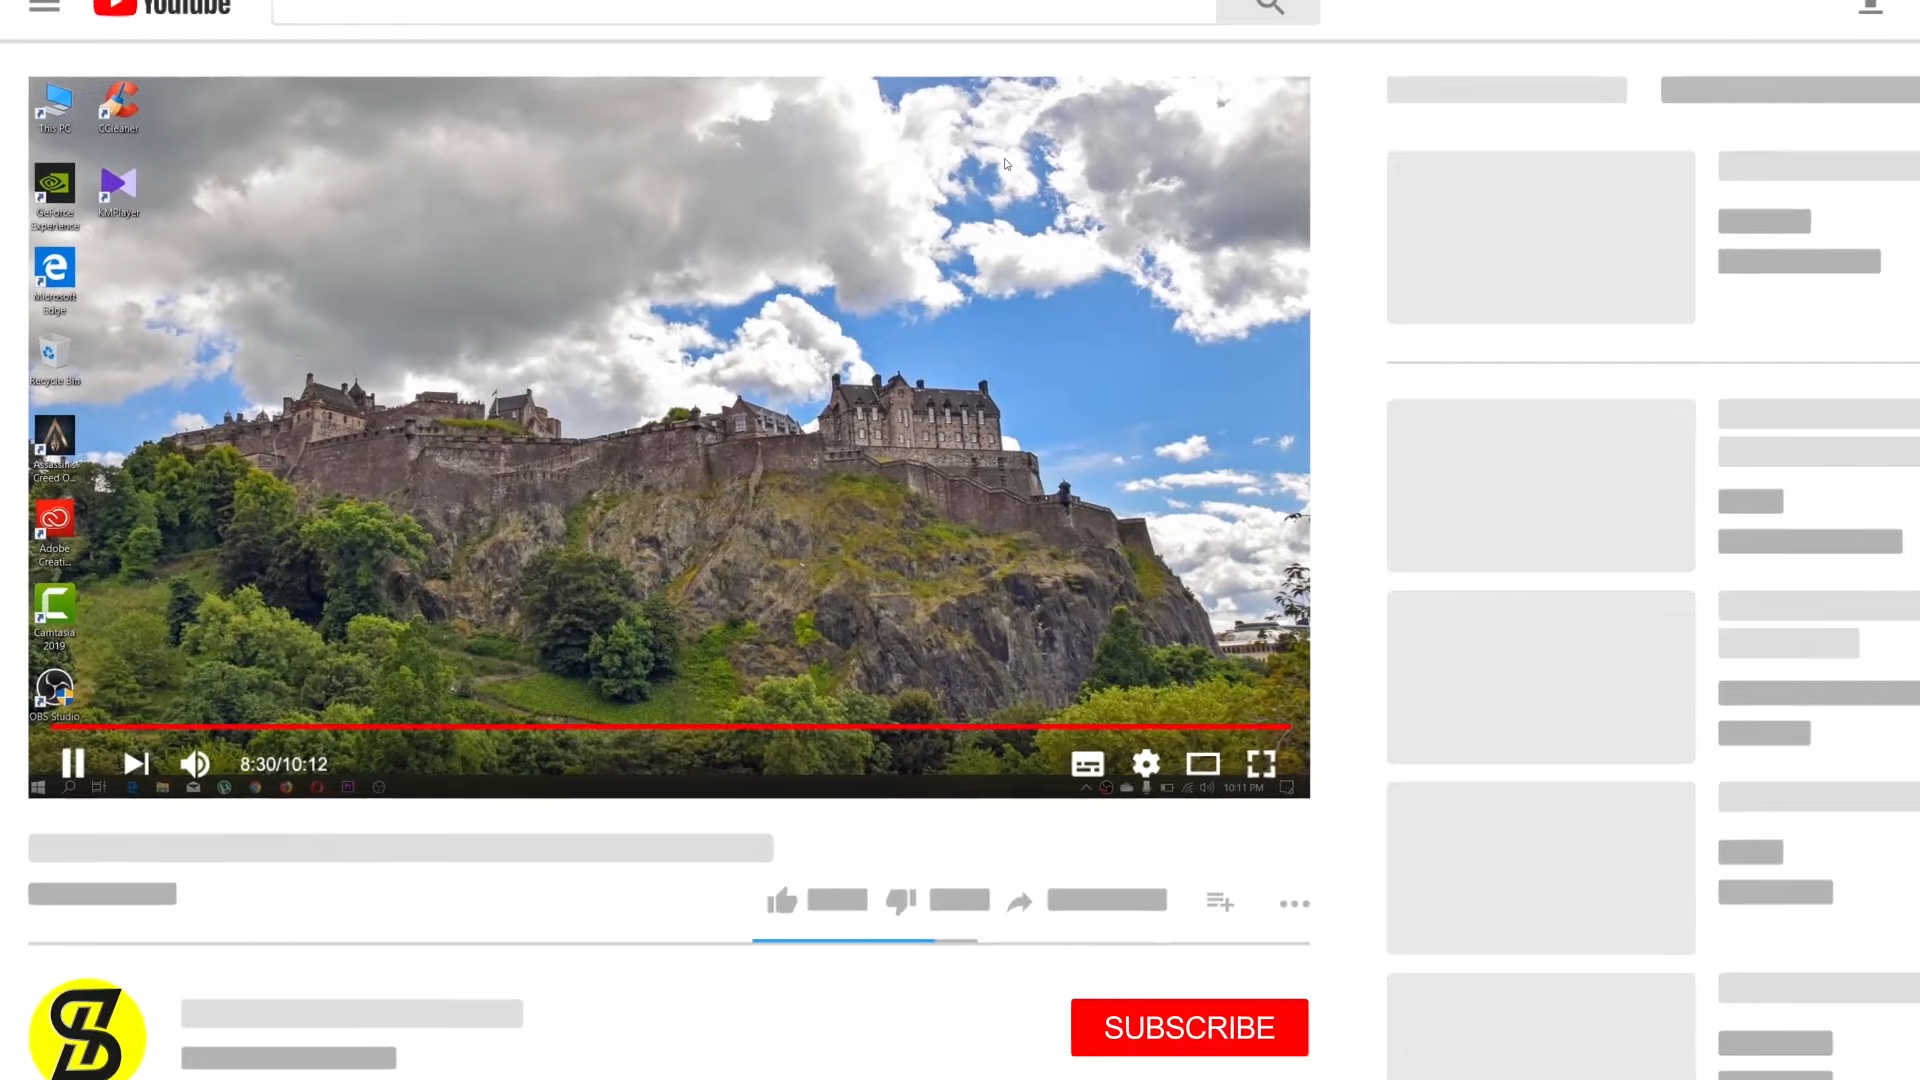 YouTube
This PC
CCleaner
GeForce
Experience
KMPlayer
Microsoft
Edge
Recycle Bin
Assassin's
Creed O...
Adobe
Creati...
Camtasia
2019
OBS Studio
8:30/10:12
10:11 PM
SUBSCRIBE